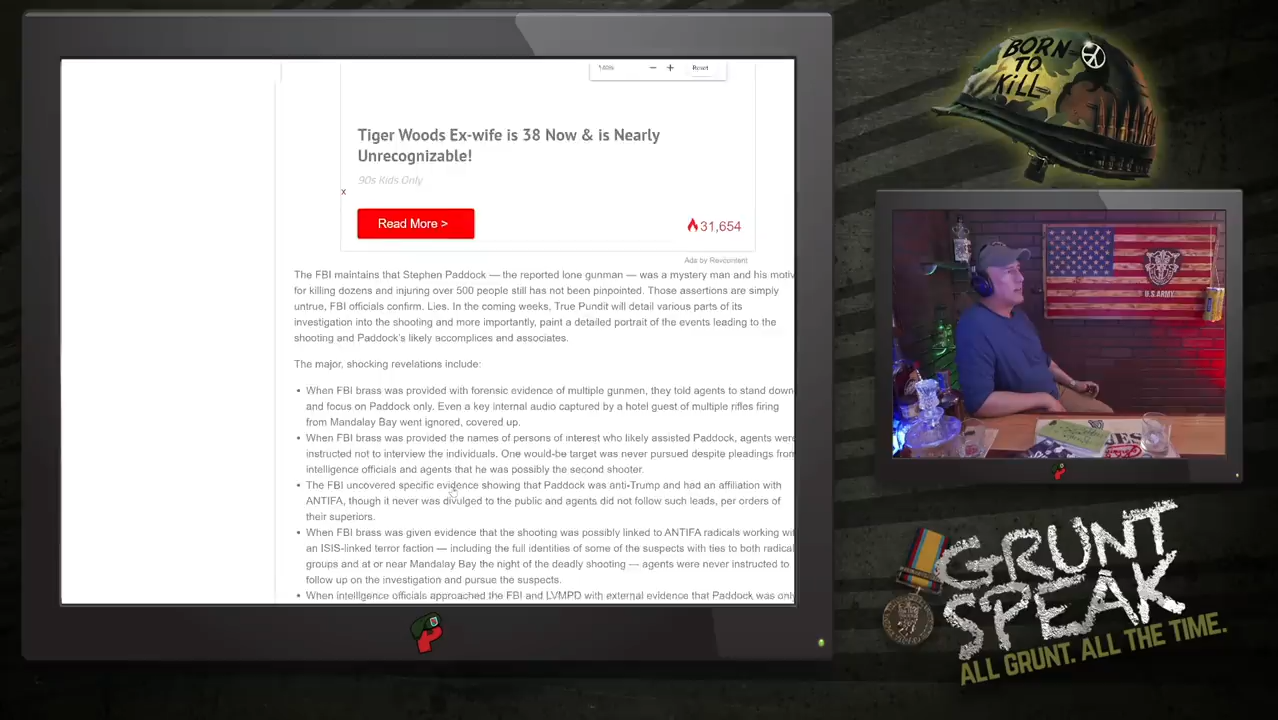 140%
Reset
Tiger Woods Ex-wife is 38 Now & is Nearly
Unrecognizable!
90s Kids Only
x
Read More >
31,654
Ads by Revcontent
The FBI maintains that Stephen Paddock — the reported lone gunman — was a mystery man and his motiv
for killing dozens and injuring over 500 people still has not been pinpointed. Those assertions are simply
untrue, FBI officials confirm. Lies. In the coming weeks, True Pundit will detail various parts of its
investigation into the shooting and more importantly, paint a detailed portrait of the events leading to the
shooting and Paddock's likely accomplices and associates.
The major, shocking revelations include:
• When FBI brass was provided with forensic evidence of multiple gunmen, they told agents to stand down
and focus on Paddock only. Even a key internal audio captured by a hotel guest of multiple rifles firing
from Mandalay Bay went ignored, covered up.
• When FBI brass was provided the names of persons of interest who likely assisted Paddock, agents were
instructed not to interview the individuals. One would-be target was never pursued despite pleadings from
intelligence officials and agents that he was possibly the second shooter.
• The FBI uncovered specific evidence showing that Paddock was anti-Trump and had an affiliation with
ANTIFA, though it never was divulged to the public and agents did not follow such leads, per orders of
their superiors.
• When FBI brass was given evidence that the shooting was possibly linked to ANTIFA radicals working wi
an ISIS-linked terror faction — including the full identities of some of the suspects with ties to both radical
groups and at or near Mandalay Bay the night of the deadly shooting — agents were never instructed to
follow up on the investigation and pursue the suspects.
• When intelligence officials approached the FBI and LVMPD with external evidence that Paddock was only
BORN
TO
KiLL
U.S. ARMY
GRUNT
SPEAK
ALL GRUNT. ALL THE TIME.